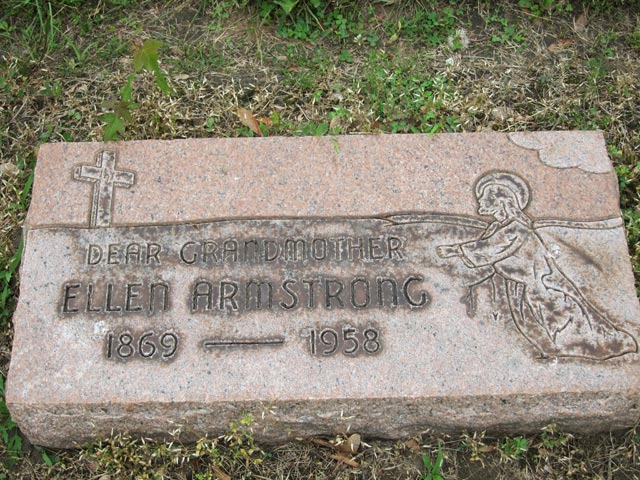 DEAR GRANDMOTHER
ELLEN ARMSTRONG
1869 — 1958